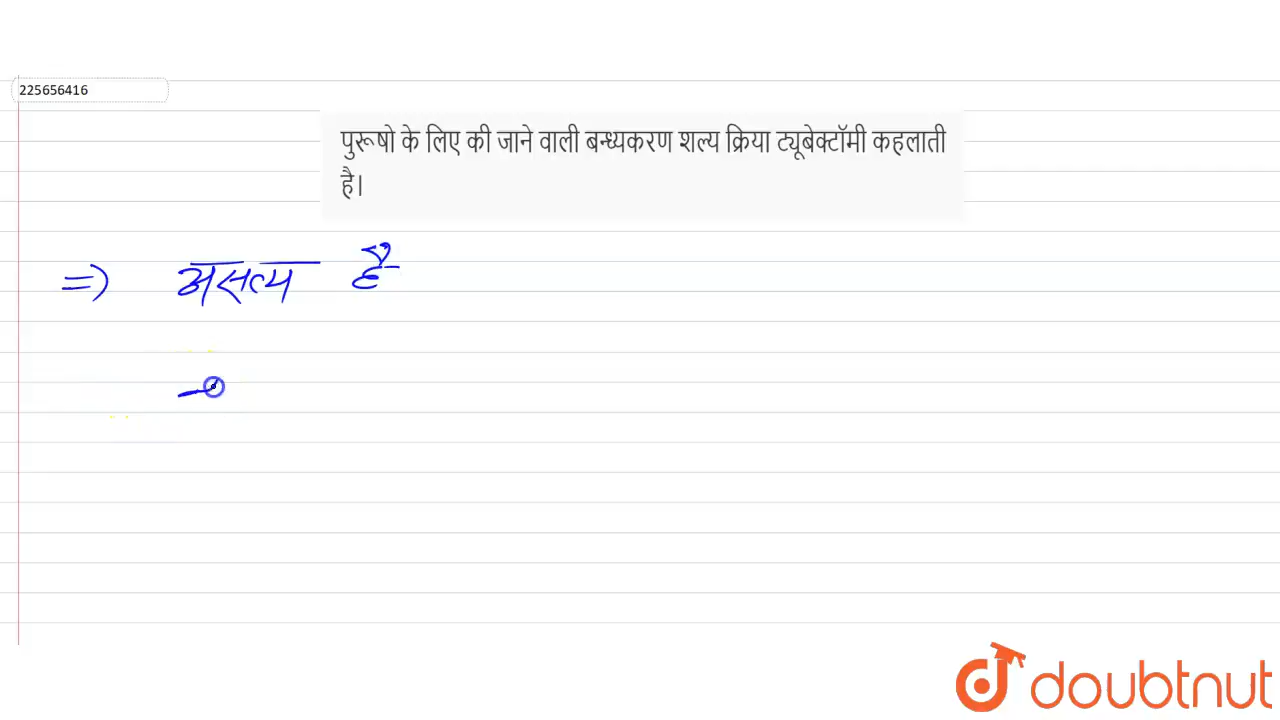 225656416
पुरूषो के लिए की जाने वाली बन्ध्यकरण शल्य क्रिया ट्यूबेक्टॉमी कहलाती
है।
=) असत्य है
doubtnut